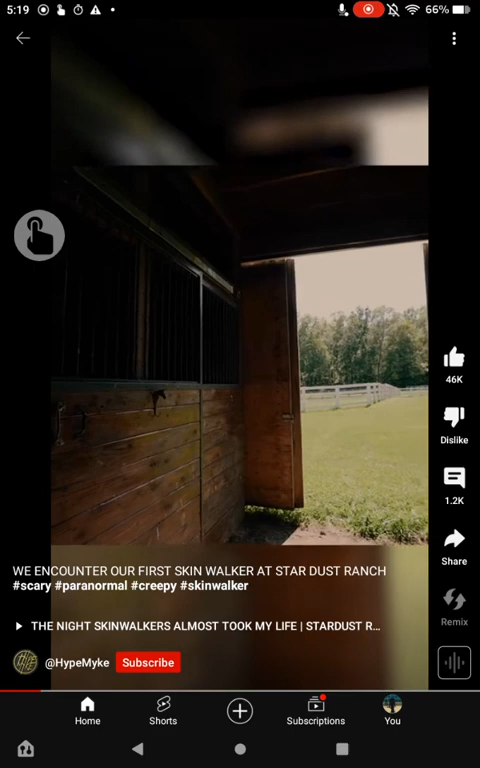 5:19
66%
46K
Dislike
1.2K
Share
Remix
WE ENCOUNTER OUR FIRST SKIN WALKER AT STAR DUST RANCH
#scary #paranormal #creepy #skinwalker
THE NIGHT SKINWALKERS ALMOST TOOK MY LIFE | STARDUST R...
@HypeMyke Subscribe
Home Shorts Subscriptions You